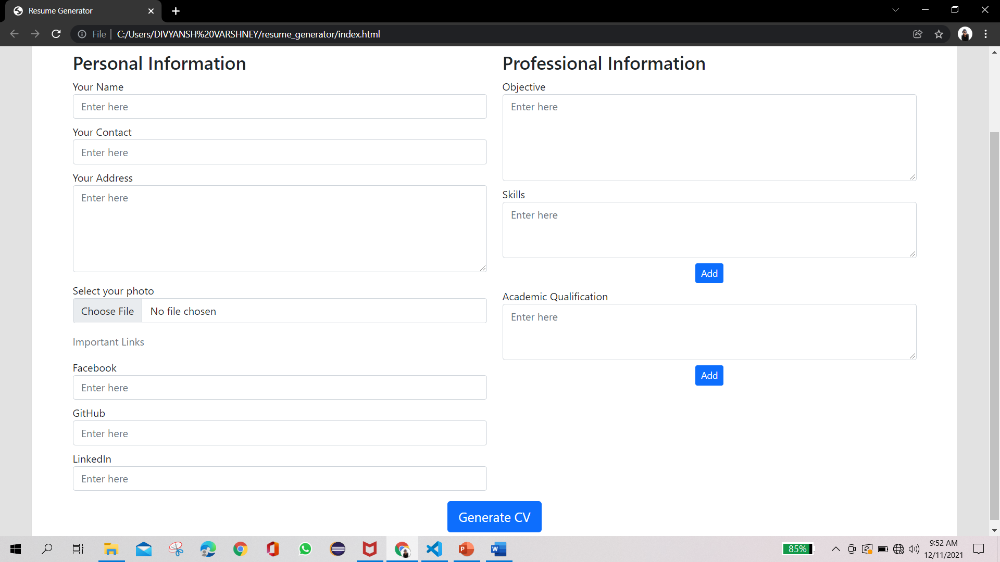 Resume Generator
File
C:/Users/DIVYANSH%20VARSHNEY/resume_generator/index.html
Personal Information
Your Name
Enter here
Your Contact
Enter here
Your Address
Enter here
Select your photo
Choose File No file chosen
Important Links
Facebook
Enter here
GitHub
Enter here
LinkedIn
Enter here
Professional Information
Objective
Enter here
Skills
Enter here
Add
Academic Qualification
Enter here
Add
Generate CV
P
W
85%
9:52 AM
12/11/2021